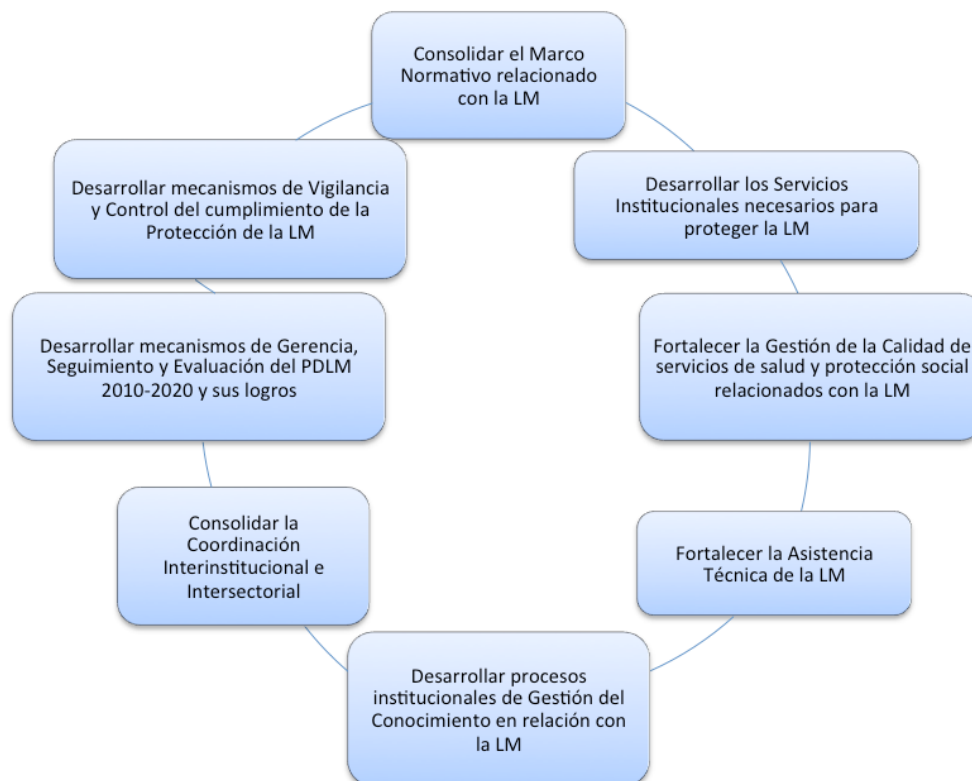 Consolidar el Marco
Normativo relacionado
con la LM
Desarrollar los Servicios
Institucionales necesarios para
proteger la LM
Fortalecer la Gestión de la Calidad de
servicios de salud y protección social
relacionados con la LM
Fortalecer la Asistencia
Técnica de la LM
Desarrollar procesos
institucionales de Gestión del
Conocimiento en relación con
la LM
Consolidar la
Coordinación
Interinstitucional e
Intersectorial
Desarrollar mecanismos de Gerencia,
Seguimiento y Evaluación del PDLM
2010-2020 y sus logros
Desarrollar mecanismos de Vigilancia
y Control del cumplimiento de la
Protección de la LM